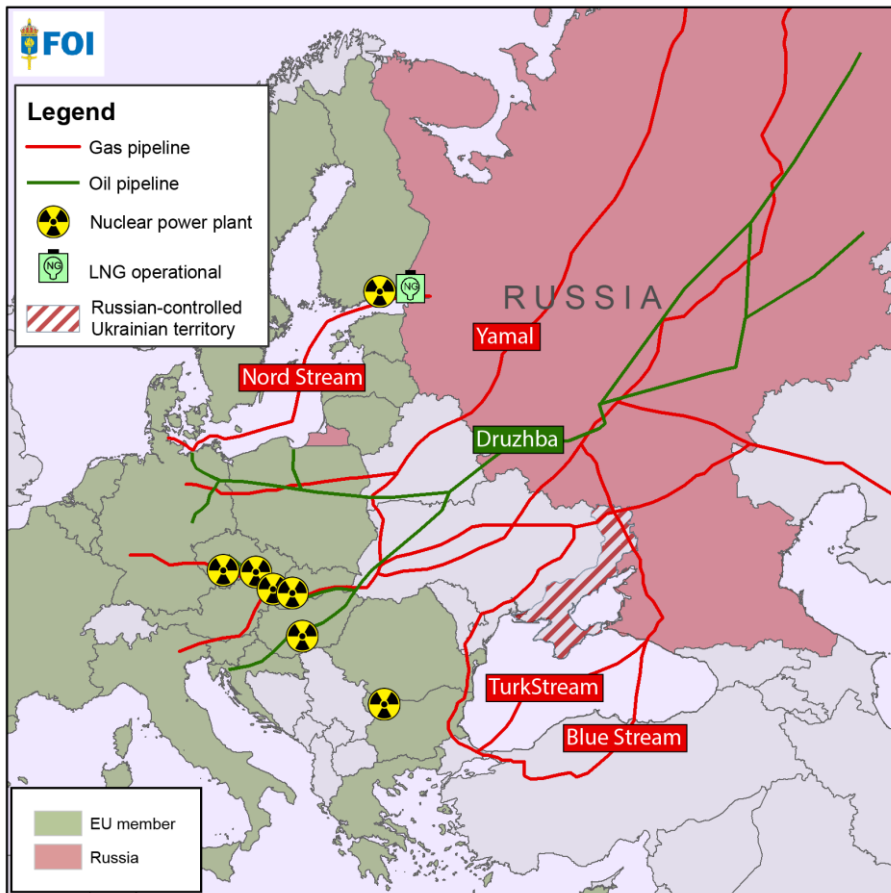 FOI
Legend
Gas pipeline
Oil pipeline
Nuclear power plant
NG
LNG operational
Russian-controlled
Ukrainian territory
NG
RUSSIA
Yamal
Nord Stream
Druzhba
TurkStream
Blue Stream
EU member
Russia